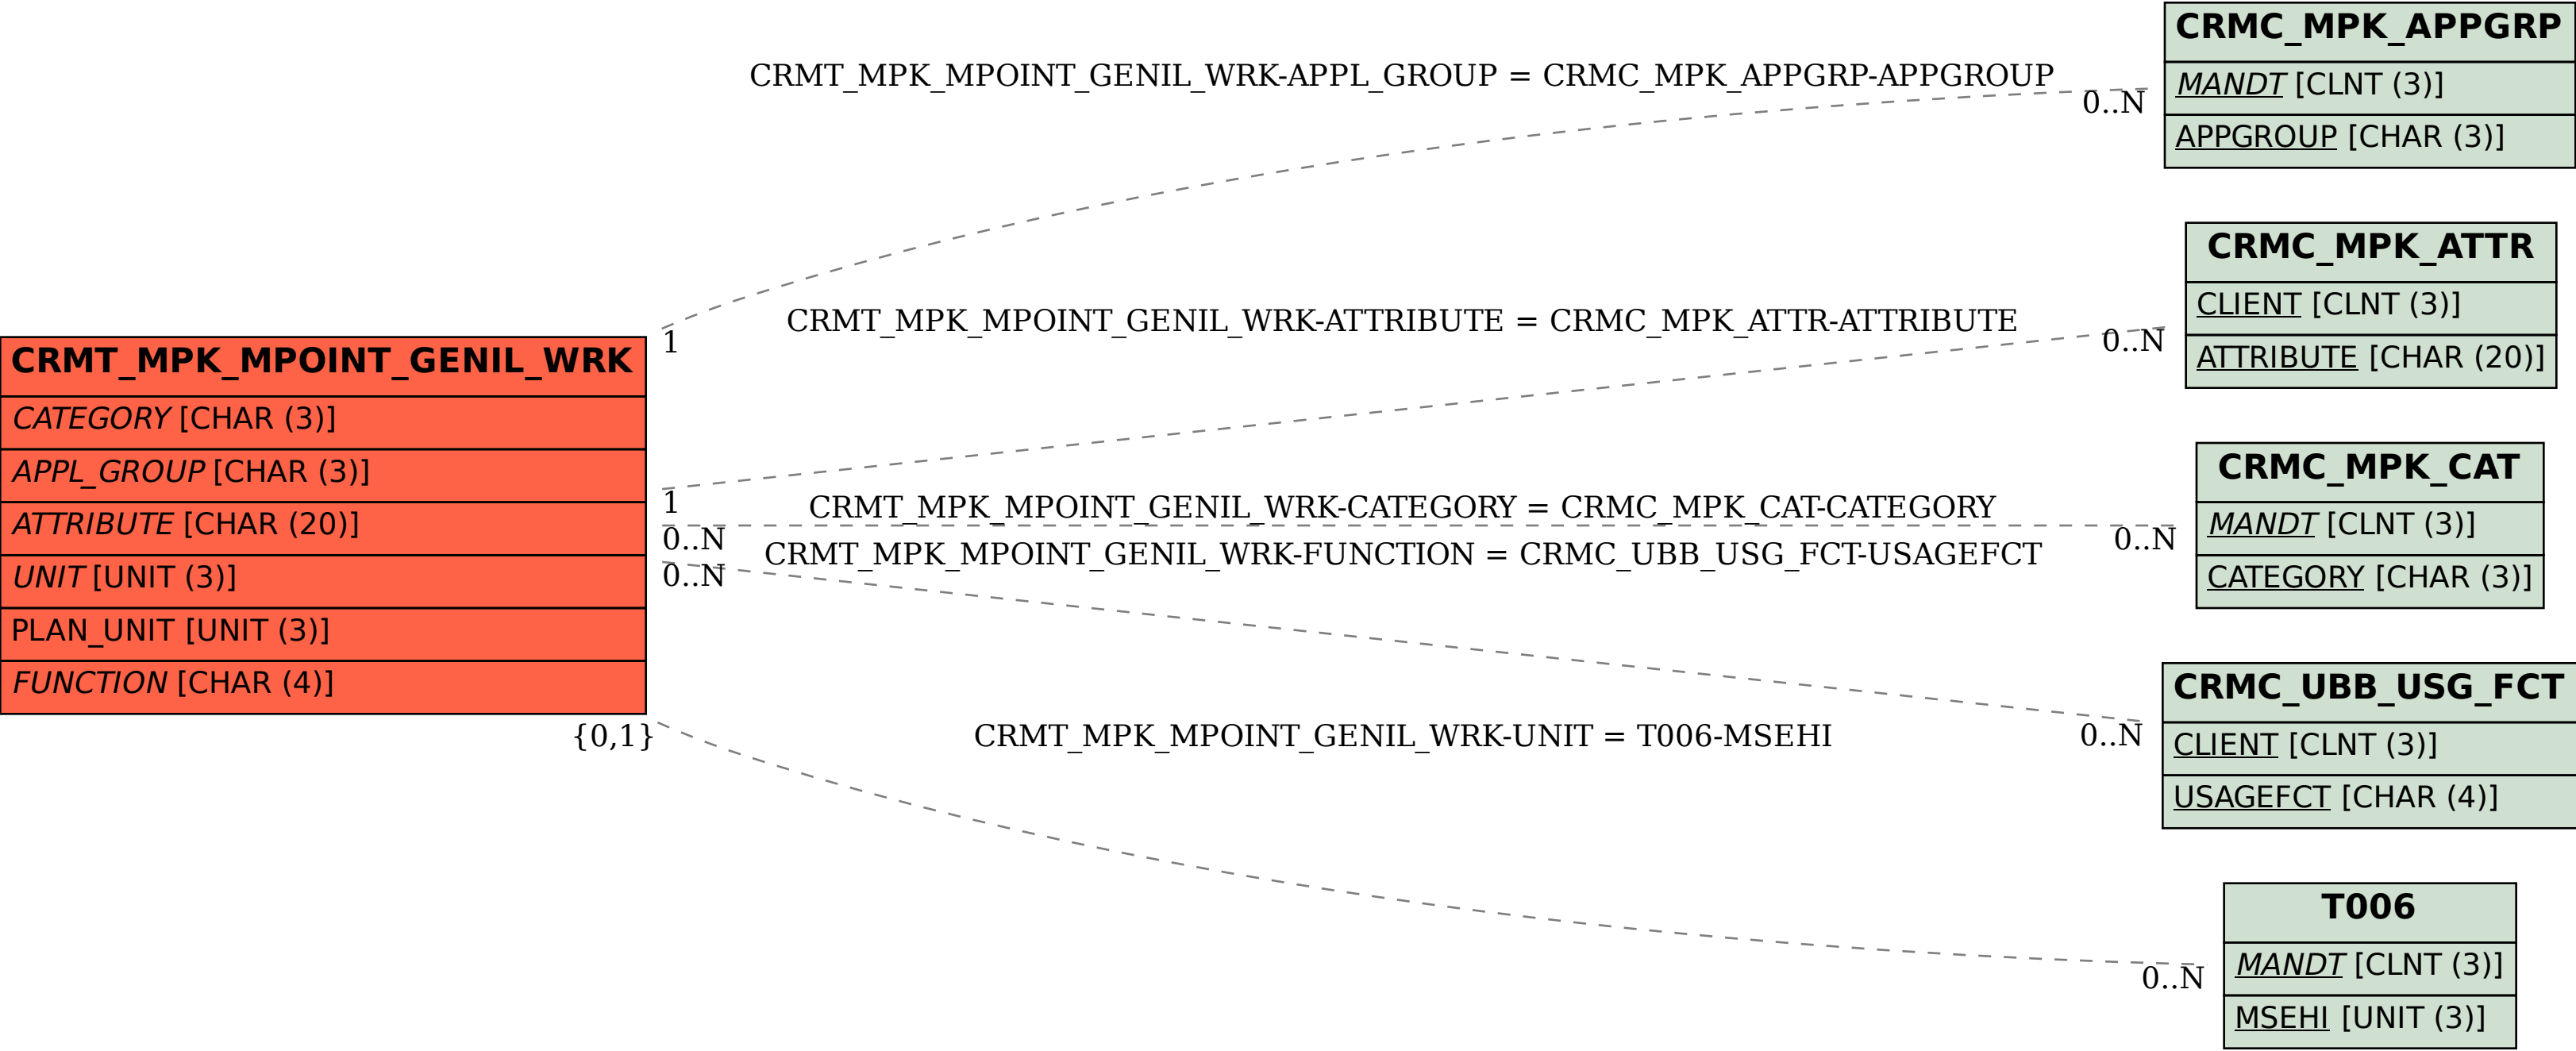 CRMT_MPK_MPOINT_GENIL_WRK
CATEGORY [CHAR (3)]
APPL_GROUP [CHAR (3)]
ATTRIBUTE [CHAR (20)]
UNIT [UNIT (3)]
PLAN_UNIT [UNIT (3)]
FUNCTION [CHAR (4)]
CRMT_MPK_MPOINT_GENIL_WRK-APPL_GROUP = CRMC_MPK_APPGRP-APPGROUP
1
0..N
CRMT_MPK_MPOINT_GENIL_WRK-ATTRIBUTE = CRMC_MPK_ATTR-ATTRIBUTE
1
0..N
CRMT_MPK_MPOINT_GENIL_WRK-CATEGORY = CRMC_MPK_CAT-CATEGORY
0..N
0..N
CRMT_MPK_MPOINT_GENIL_WRK-FUNCTION = CRMC_UBB_USG_FCT-USAGEFCT
0..N
0..N
CRMT_MPK_MPOINT_GENIL_WRK-UNIT = T006-MSEHI
{0,1}
0..N
CRMC_MPK_APPGRP
MANDT [CLNT (3)]
APPGROUP [CHAR (3)]
CRMC_MPK_ATTR
CLIENT [CLNT (3)]
ATTRIBUTE [CHAR (20)]
CRMC_MPK_CAT
MANDT [CLNT (3)]
CATEGORY [CHAR (3)]
CRMC_UBB_USG_FCT
CLIENT [CLNT (3)]
USAGEFCT [CHAR (4)]
T006
MANDT [CLNT (3)]
MSEHI [UNIT (3)]